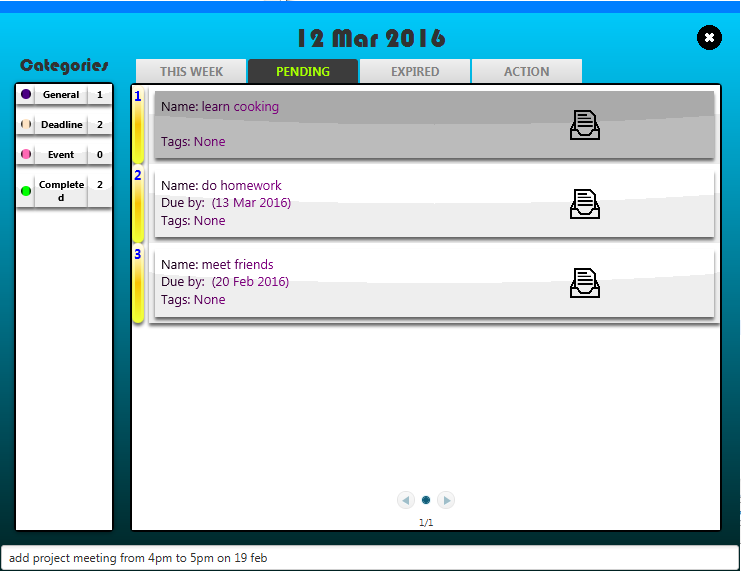 12 Mar 2016
Categories
THIS WEEK PENDING EXPIRED ACTION
General 1
Deadline 2
Event 0
Complete
d 2
1
Name: learn cooking
Tags: None
2
Name: do homework
Due by: (13 Mar 2016)
Tags: None
3
Name: meet friends
Due by: (20 Feb 2016)
Tags: None
1/1
add project meeting from 4pm to 5pm on 19 feb